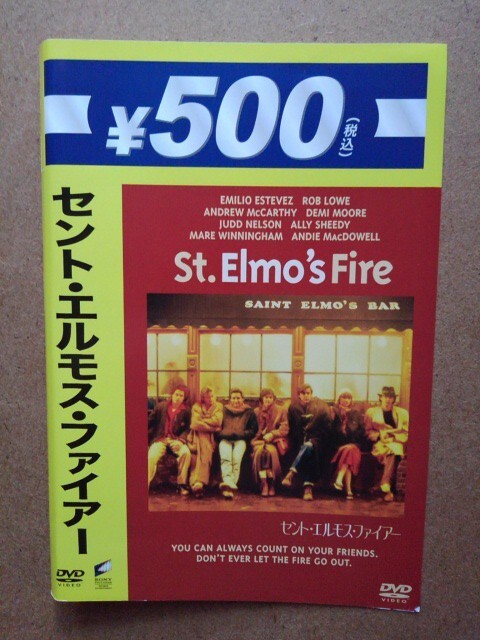 ¥500(税込)
セント・エルモス・ファイアー
EMILIO ESTEVEZ ROB LOWE
ANDREW McCARTHY DEMI MOORE
JUDD NELSON ALLY SHEEDY
MARE WINNINGHAM ANDIE MacDOWELL
St. Elmo's Fire
SAINT ELMO'S BAR
セント・エルモス・ファイアー
YOU CAN ALWAYS COUNT ON YOUR FRIENDS.
DON'T EVER LET THE FIRE GO OUT.
DVD
VIDEO
SONY
DVD
VIDEO